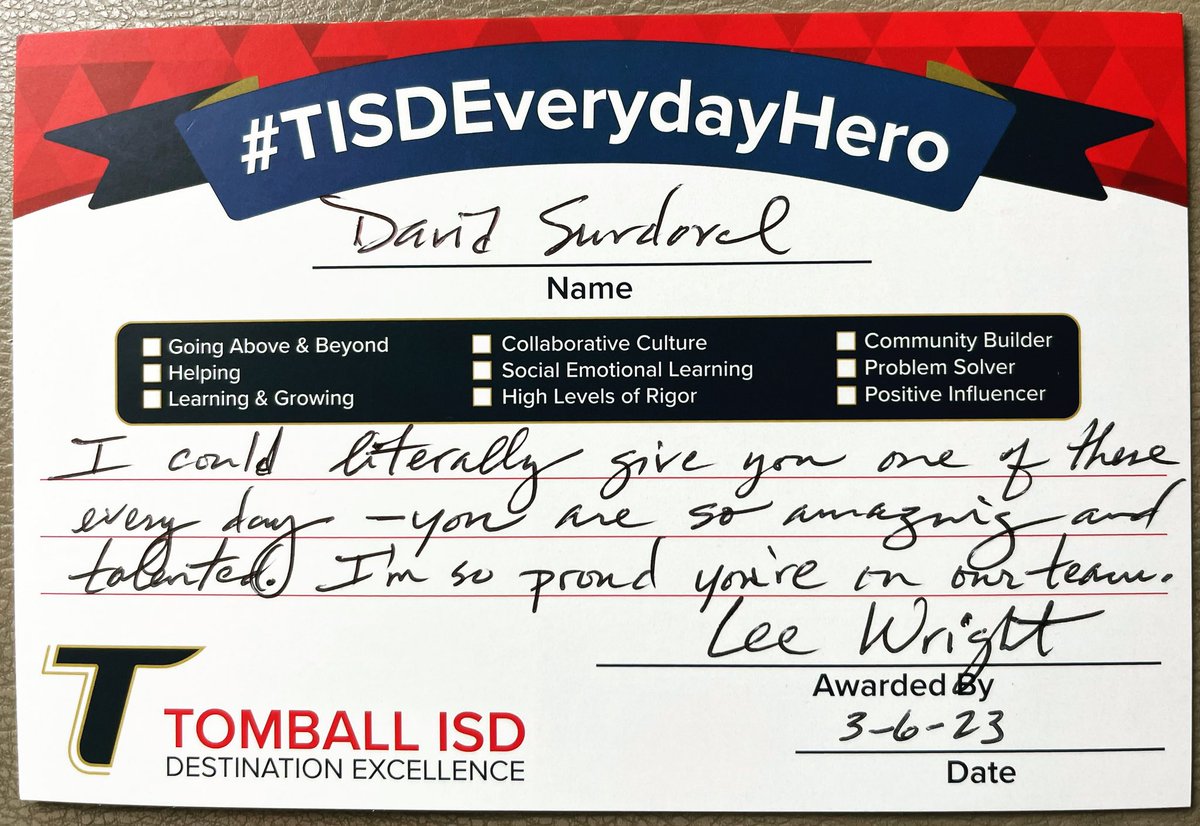 #TISDEverydayHero
David Surdovel
Name
Going Above & Beyond
Helping
Learning & Growing
Collaborative Culture
Social Emotional Learning
High Levels of Rigor
Community Builder
Problem Solver
Positive Influencer
I could literally give you one of these
every day - you are so amazing and
talented. I'm so proud you're on our team.
Lee Wright
Awarded By
3-6-23
Date
T
TOMBALL ISD
DESTINATION EXCELLENCE